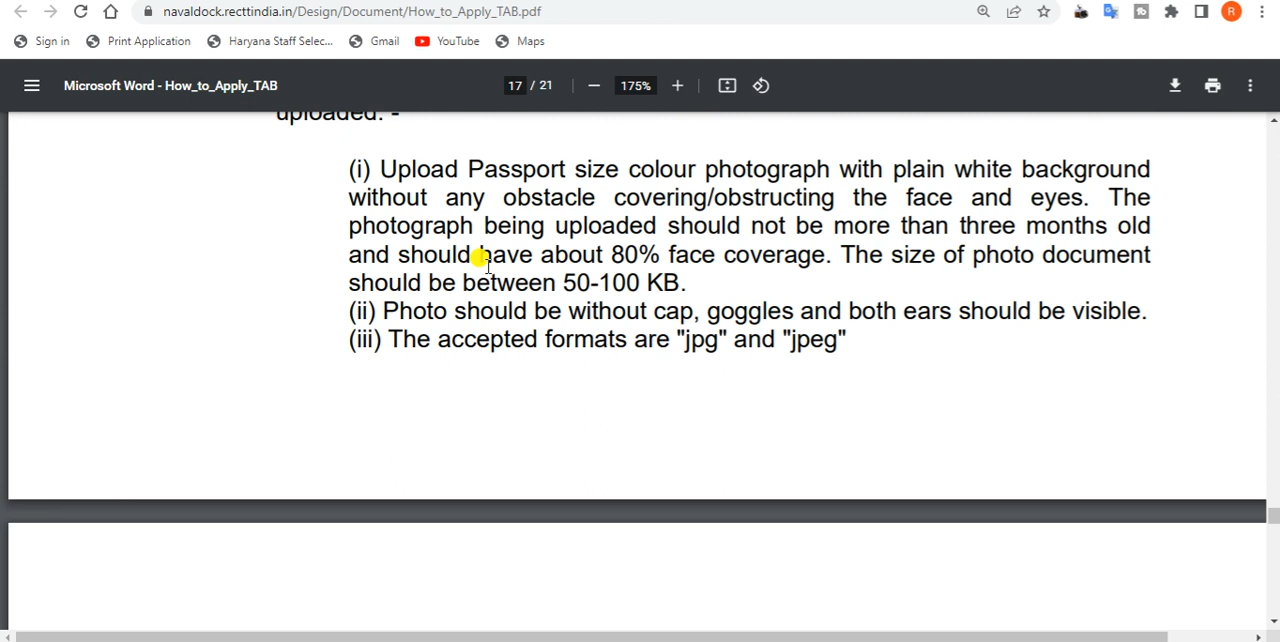 navaldock.recttindia.in/Design/Document/How_to_Apply_TAB.pdf
Sign in Print Application Haryana Staff Selec... Gmail YouTube Maps
Microsoft Word - How_to_Apply_TAB 17 / 21 175%
uploaded: -
(i) Upload Passport size colour photograph with plain white background
without any obstacle covering/obstructing the face and eyes. The
photograph being uploaded should not be more than three months old
and should have about 80% face coverage. The size of photo document
should be between 50-100 KB.
(ii) Photo should be without cap, goggles and both ears should be visible.
(iii) The accepted formats are "jpg" and "jpeg"